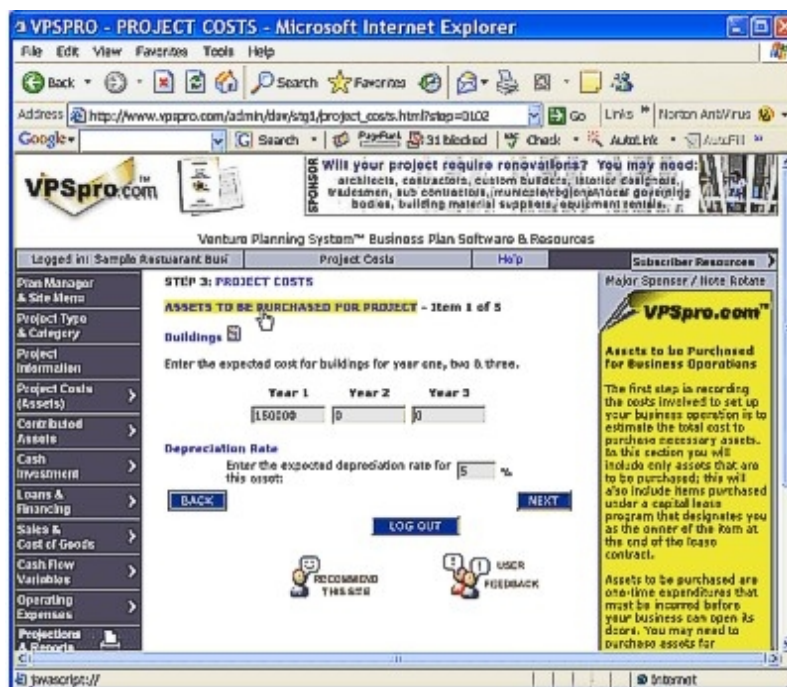 VPSPRO - PROJECT COSTS - Microsoft Internet Explorer
File Edit View Favorites Tools Help
Back Search Favorites
Address http://www.vpspro.com/admin/dav/stg1/project_costs.html?step=0102 Go Links » Norton AntiVirus
Google Search PageRank 31 blocked Check AutoLink AutoFill »
VPSpro.com™
SPONSOR
Will your project require renovations? You may need:
architects, contractors, custom builders, interior designers,
tradesmen, sub contractors, municiple/regional/local governing
bodies, building material suppliers, equipment rentals.
Venture Planning System™ Business Plan Software & Resources
Logged in: Sample Restuarant Busi Project Costs Help Subscriber Resources
Plan Manager
& Site Menu
Project Type
& Category
Project
Information
Project Costs
(Assets)
Contributed
Assets
Cash
Investment
Loans &
Financing
Sales &
Cost of Goods
Cash Flow
Variables
Operating
Expenses
Projections
& Reports
STEP 3: PROJECT COSTS
ASSETS TO BE PURCHASED FOR PROJECT - Item 1 of 5
Buildings
Enter the expected cost for buildings for year one, two & three.
Year 1 Year 2 Year 3
150000 0 0
Depreciation Rate
Enter the expected depreciation rate for
this asset: 5 %
BACK NEXT
LOG OUT
RECOMMEND
THIS SITE
USER
FEEDBACK
Major Sponser / Note Rotate
VPSpro.com™
Assets to be Purchased
for Business Operations
The first step in recording
the costs involved to set up
your business operation is to
estimate the total cost to
purchase necessary assets.
In this section you will
include only assets that are
to be purchased; this will
also include items purchased
under a capital lease
program that designates you
as the owner of the item at
the end of the lease
contract.
Assets to be purchased are
one-time expenditures that
must be incurred before
your business can open its
doors. You may need to
purchase assets for
javascript:// Internet